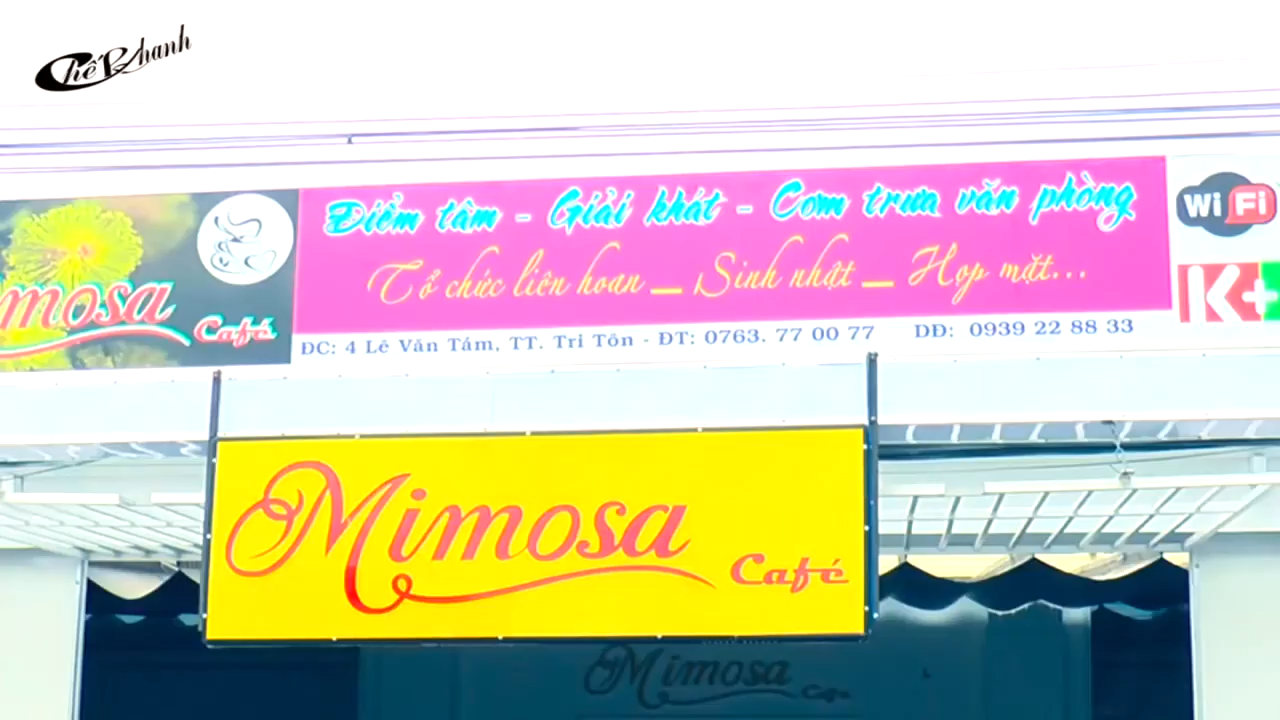 Chế Khanh
Điểm tâm - Giải khát - Cơm trưa văn phòng
Tổ chức liên hoan _ Sinh nhật _ Họp mặt...
ĐC: 4 Lê Văn Tám, TT. Tri Tôn - ĐT: 0763. 77 00 77 DĐ: 0939 22 88 33
WiFi
K+
mosa
Café
Mimosa
Café
Mimosa
Café